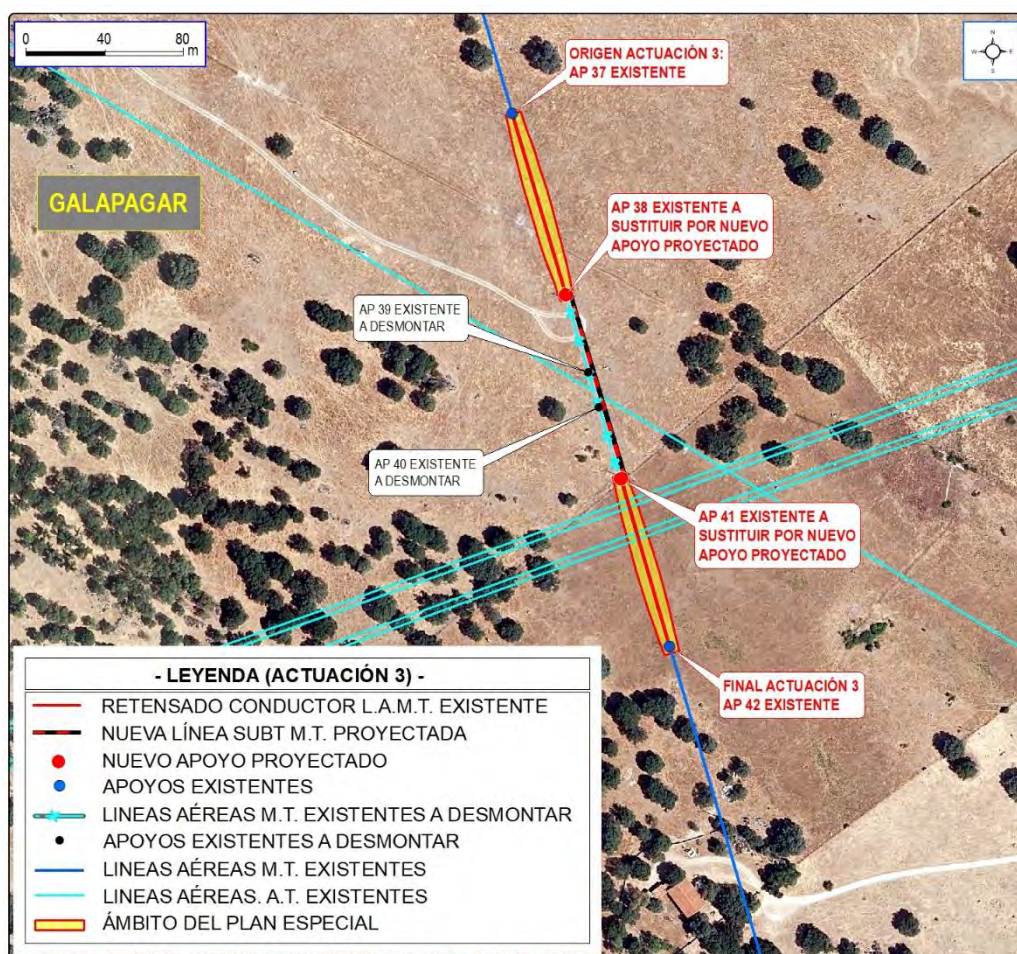 0 40 80
m
N
W E
S
ORIGEN ACTUACIÓN 3:
AP 37 EXISTENTE
GALAPAGAR
AP 38 EXISTENTE A
SUSTITUIR POR NUEVO
APOYO PROYECTADO
AP 39 EXISTENTE
A DESMONTAR
AP 40 EXISTENTE
A DESMONTAR
AP 41 EXISTENTE A
SUSTITUIR POR NUEVO
APOYO PROYECTADO
FINAL ACTUACIÓN 3
AP 42 EXISTENTE
- LEYENDA (ACTUACIÓN 3) -
RETENSADO CONDUCTOR L.A.M.T. EXISTENTE
NUEVA LÍNEA SUBT M.T. PROYECTADA
NUEVO APOYO PROYECTADO
APOYOS EXISTENTES
LINEAS AÉREAS M.T. EXISTENTES A DESMONTAR
APOYOS EXISTENTES A DESMONTAR
LINEAS AÉREAS M.T. EXISTENTES
LINEAS AÉREAS. A.T. EXISTENTES
ÁMBITO DEL PLAN ESPECIAL